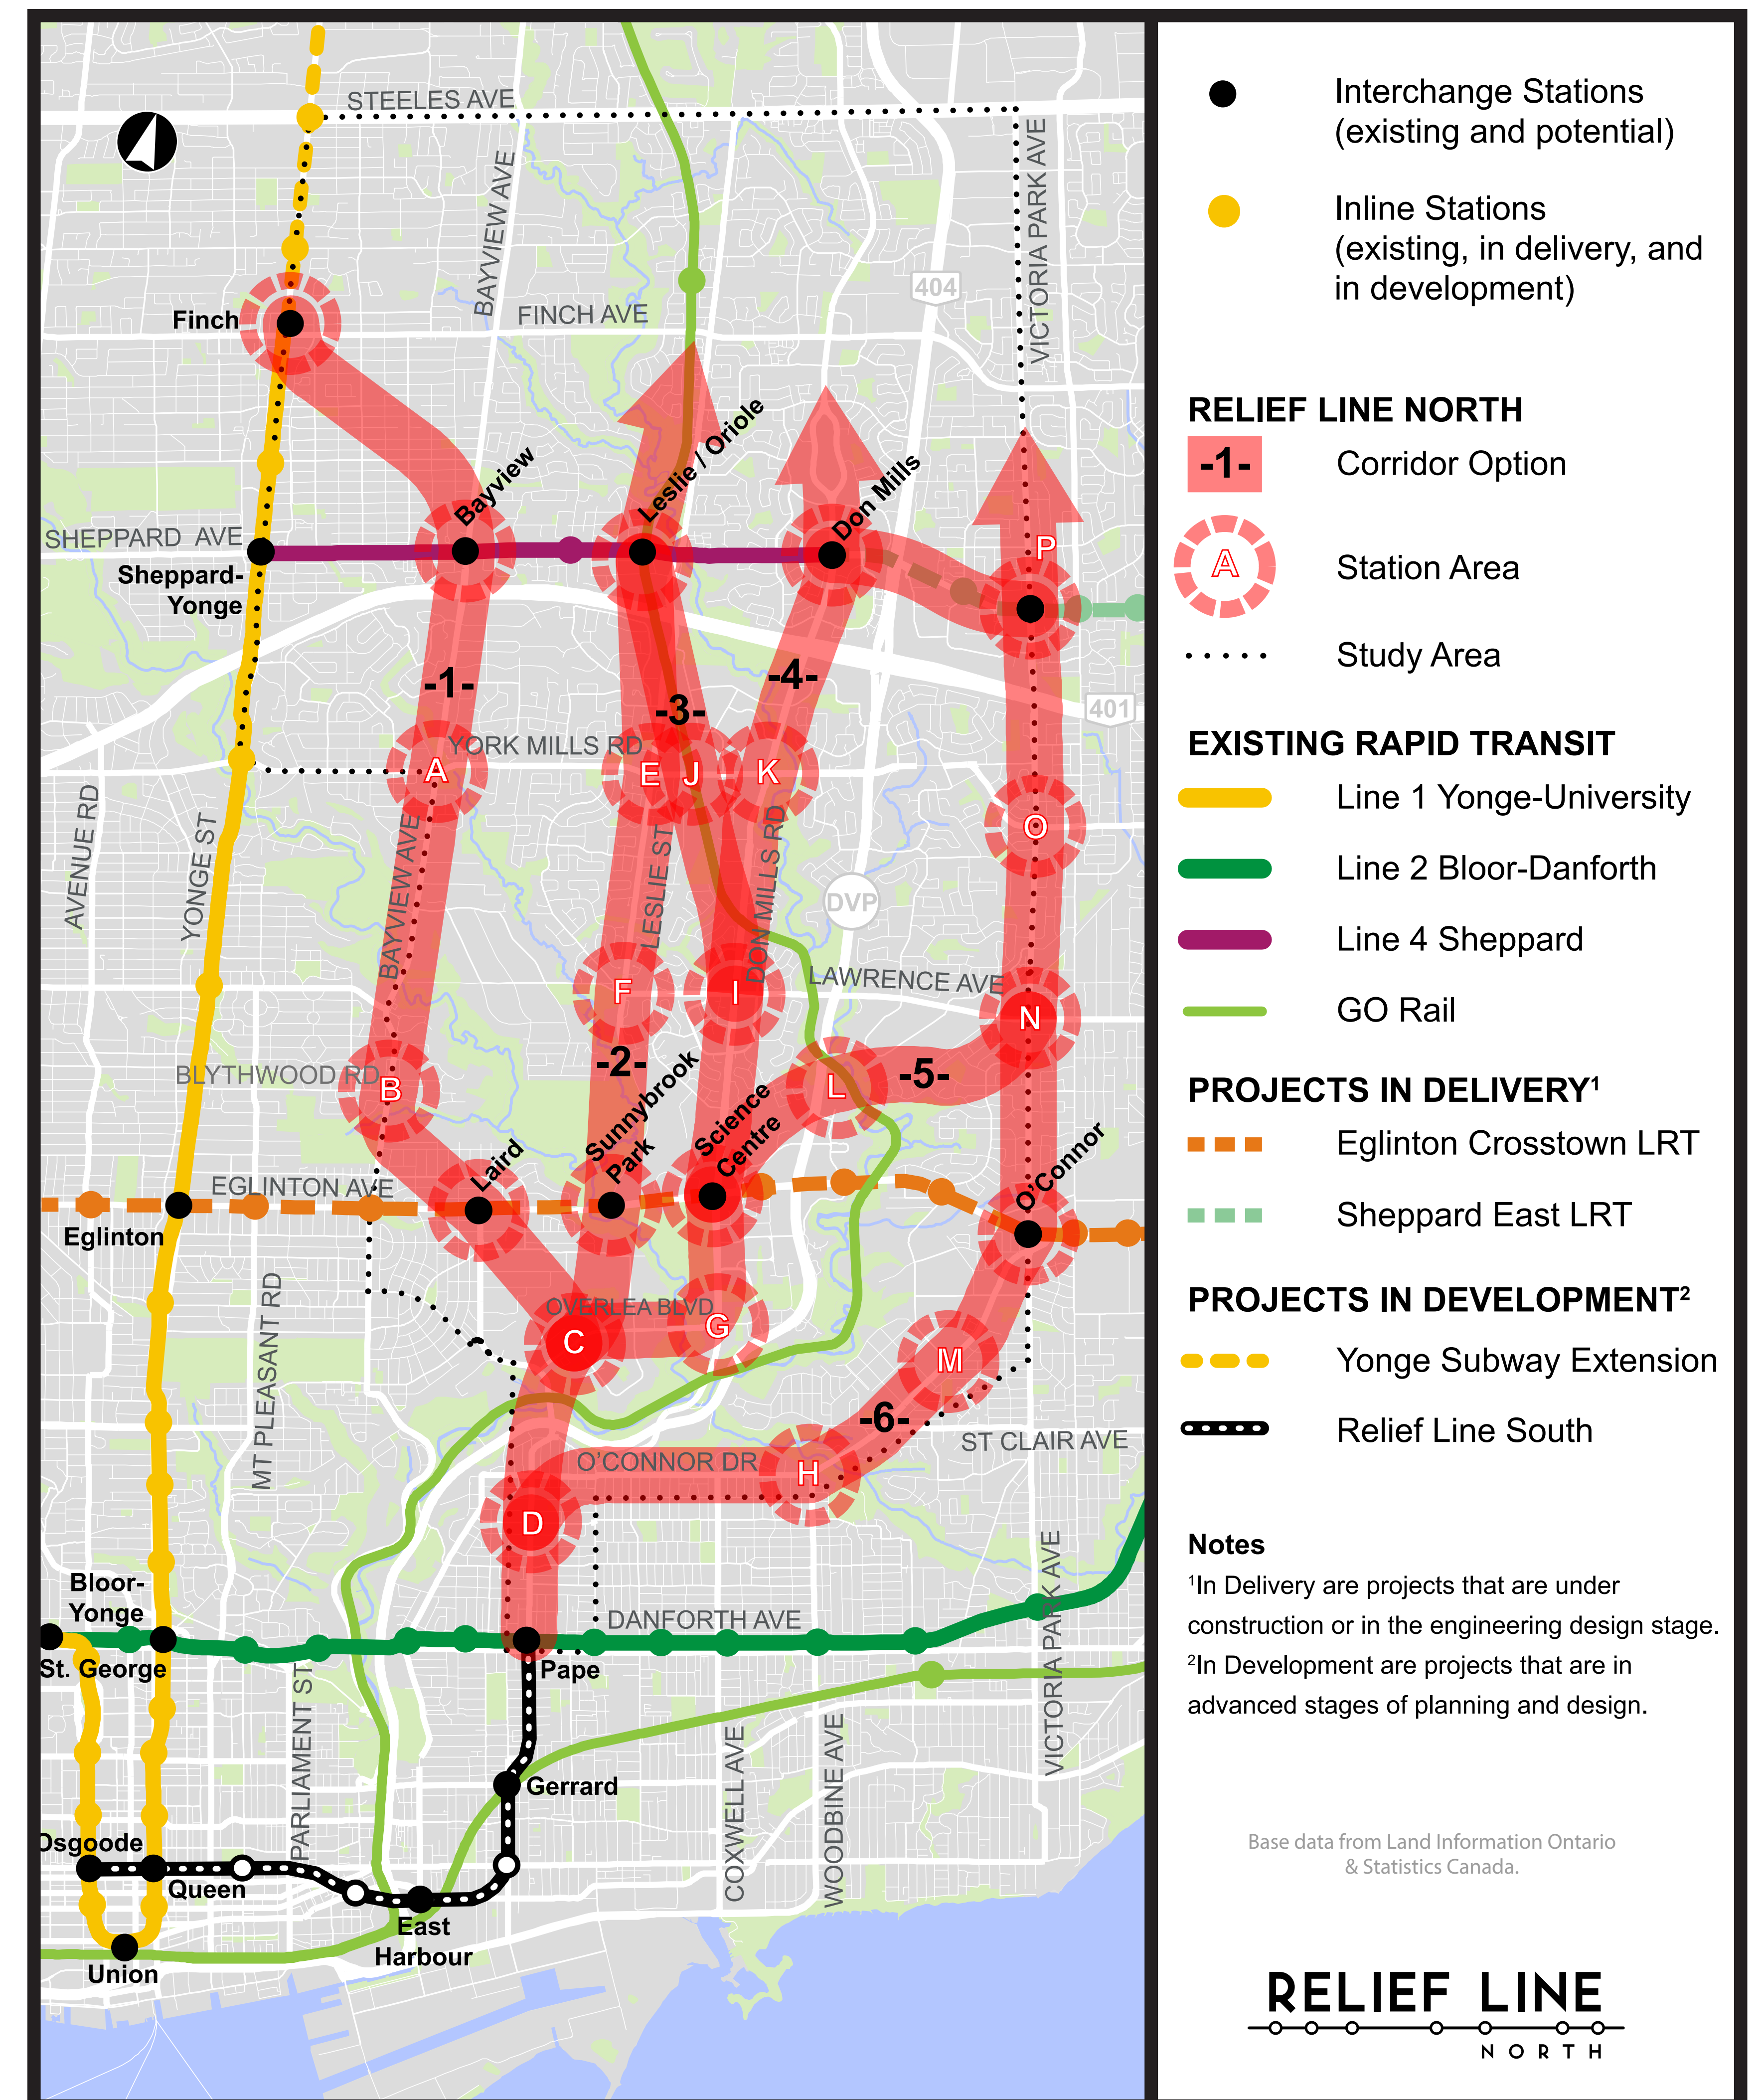 STEELES AVE
BAYVIEW AVE
VICTORIA PARK AVE
404
Finch
FINCH AVE
Bayview
Leslie / Oriole
Don Mills
SHEPPARD AVE
Sheppard-
Yonge
P
-1-
-3-
-4-
401
YORK MILLS RD
A
E
J
K
O
AVENUE RD
YONGE ST
BAYVIEW AVE
LESLIE ST
DON MILLS RD
DVP
F
I
LAWRENCE AVE
N
-2-
-5-
BLYTHWOOD RD
B
L
Laird
Sunnybrook
Park
Science
Centre
O'Connor
EGLINTON AVE
Eglinton
MT PLEASANT RD
OVERLEA BLVD
C
G
M
-6-
ST CLAIR AVE
O'CONNOR DR
H
D
Bloor-
Yonge
DANFORTH AVE
VICTORIA PARK AVE
St. George
Pape
PARLIAMENT ST
COXWELL AVE
WOODBINE AVE
Gerrard
Osgoode
Queen
East
Harbour
Union
Interchange Stations
(existing and potential)
Inline Stations
(existing, in delivery, and
in development)
RELIEF LINE NORTH
-1- Corridor Option
A Station Area
Study Area
EXISTING RAPID TRANSIT
Line 1 Yonge-University
Line 2 Bloor-Danforth
Line 4 Sheppard
GO Rail
PROJECTS IN DELIVERY¹
Eglinton Crosstown LRT
Sheppard East LRT
PROJECTS IN DEVELOPMENT²
Yonge Subway Extension
Relief Line South
Notes
¹In Delivery are projects that are under
construction or in the engineering design stage.
²In Development are projects that are in
advanced stages of planning and design.
Base data from Land Information Ontario
& Statistics Canada.
RELIEF LINE
NORTH